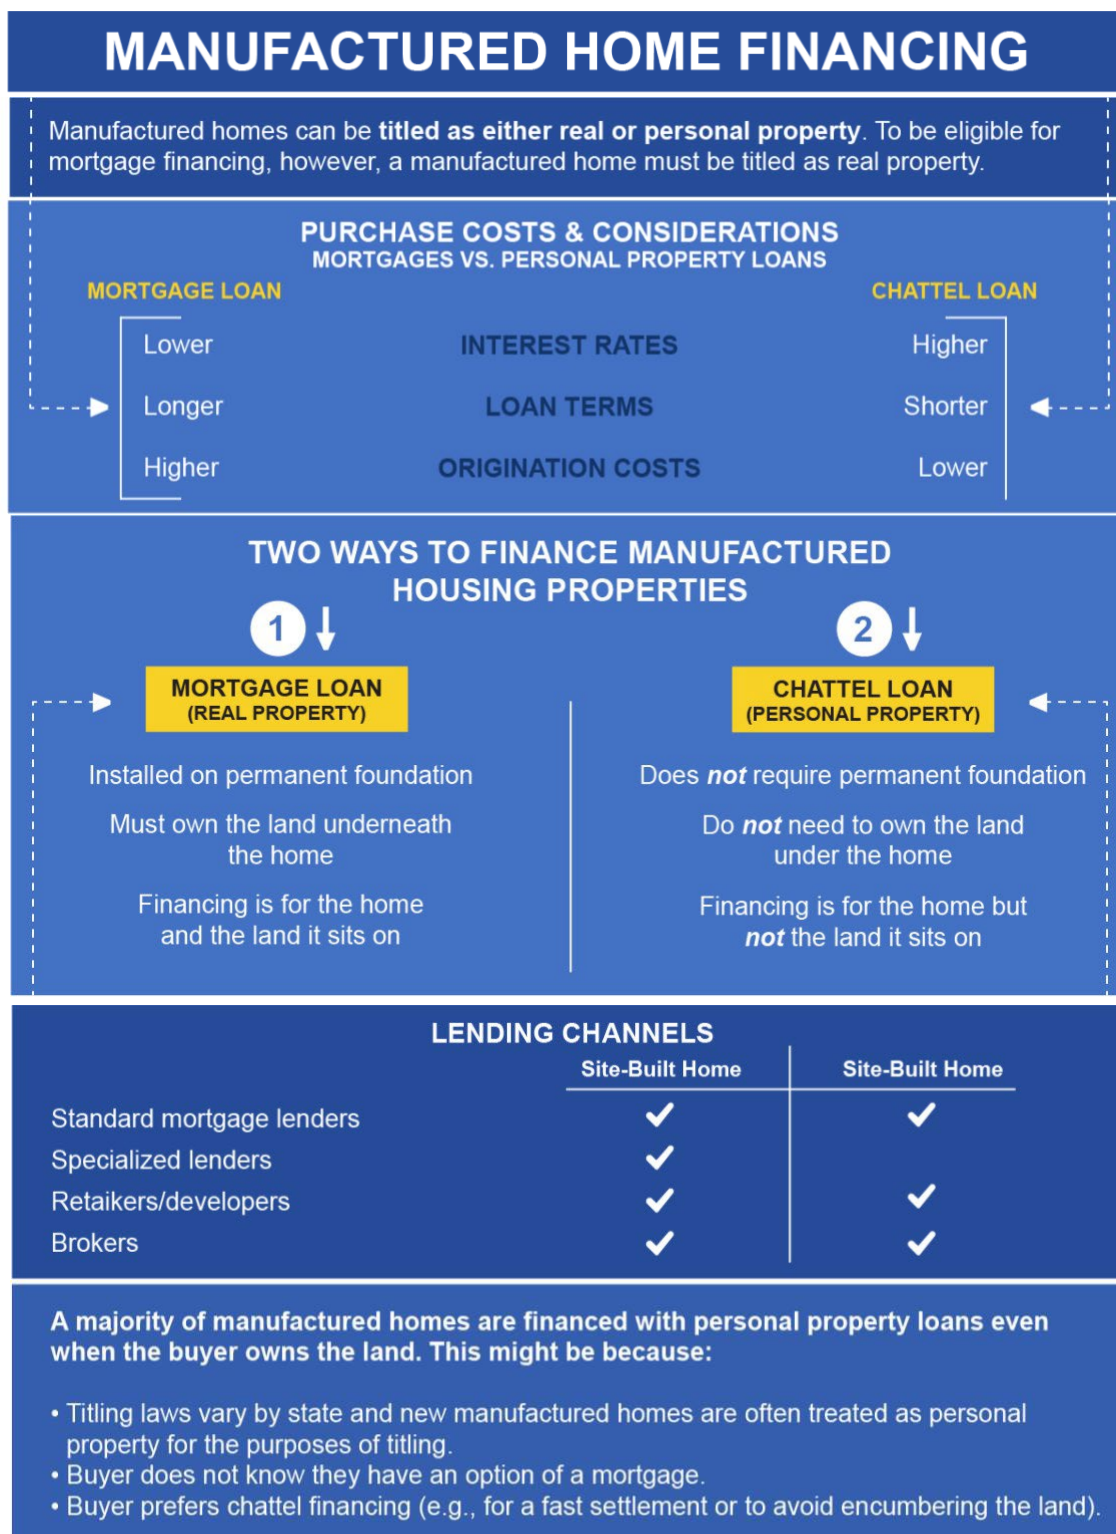 MANUFACTURED HOME FINANCING
Manufactured homes can be titled as either real or personal property. To be eligible for
mortgage financing, however, a manufactured home must be titled as real property.
PURCHASE COSTS & CONSIDERATIONS
MORTGAGES VS. PERSONAL PROPERTY LOANS
MORTGAGE LOAN CHATTEL LOAN
Lower INTEREST RATES Higher
Longer LOAN TERMS Shorter
Higher ORIGINATION COSTS Lower
TWO WAYS TO FINANCE MANUFACTURED
HOUSING PROPERTIES
1
MORTGAGE LOAN
(REAL PROPERTY)
Installed on permanent foundation
Must own the land underneath
the home
Financing is for the home
and the land it sits on
2
CHATTEL LOAN
(PERSONAL PROPERTY)
Does not require permanent foundation
Do not need to own the land
under the home
Financing is for the home but
not the land it sits on
LENDING CHANNELS
Site-Built Home Site-Built Home
Standard mortgage lenders ✓ ✓
Specialized lenders ✓
Retaikers/developers ✓ ✓
Brokers ✓ ✓
A majority of manufactured homes are financed with personal property loans even
when the buyer owns the land. This might be because:
• Titling laws vary by state and new manufactured homes are often treated as personal
property for the purposes of titling.
• Buyer does not know they have an option of a mortgage.
• Buyer prefers chattel financing (e.g., for a fast settlement or to avoid encumbering the land).